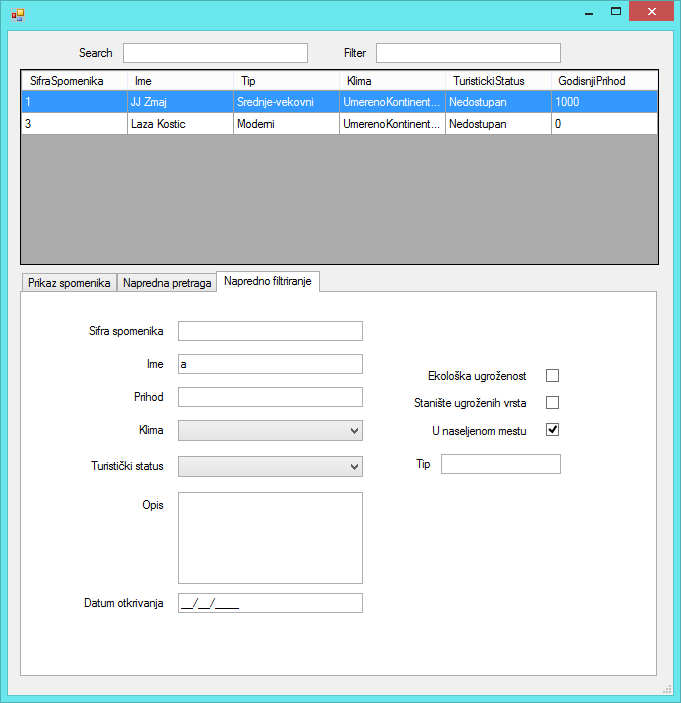 Search Filter
SifraSpomenika Ime Tip Klima TuristickiStatus GodisnjiPrihod
1 JJ Zmaj Srednje-vekovni UmerenoKontinent... Nedostupan 1000
3 Laza Kostic Moderni UmerenoKontinent... Nedostupan 0
Prikaz spomenika Napredna pretraga Napredno filtriranje
Sifra spomenika
Ime a
Ekološka ugroženost
Prihod
Stanište ugroženih vrsta
Klima
U naseljenom mestu
Turistički status
Tip
Opis
Datum otkrivanja __/__/____